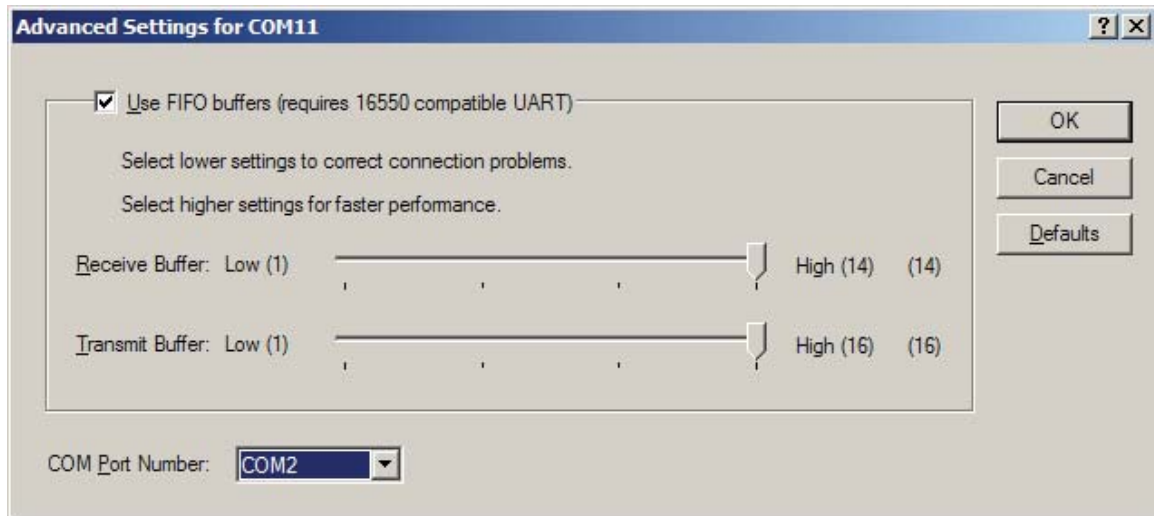 Advanced Settings for COM11
Use FIFO buffers (requires 16550 compatible UART)
OK
Select lower settings to correct connection problems.
Cancel
Select higher settings for faster performance.
Defaults
Receive Buffer: Low (1) High (14) (14)
Transmit Buffer: Low (1) High (16) (16)
COM Port Number: COM2